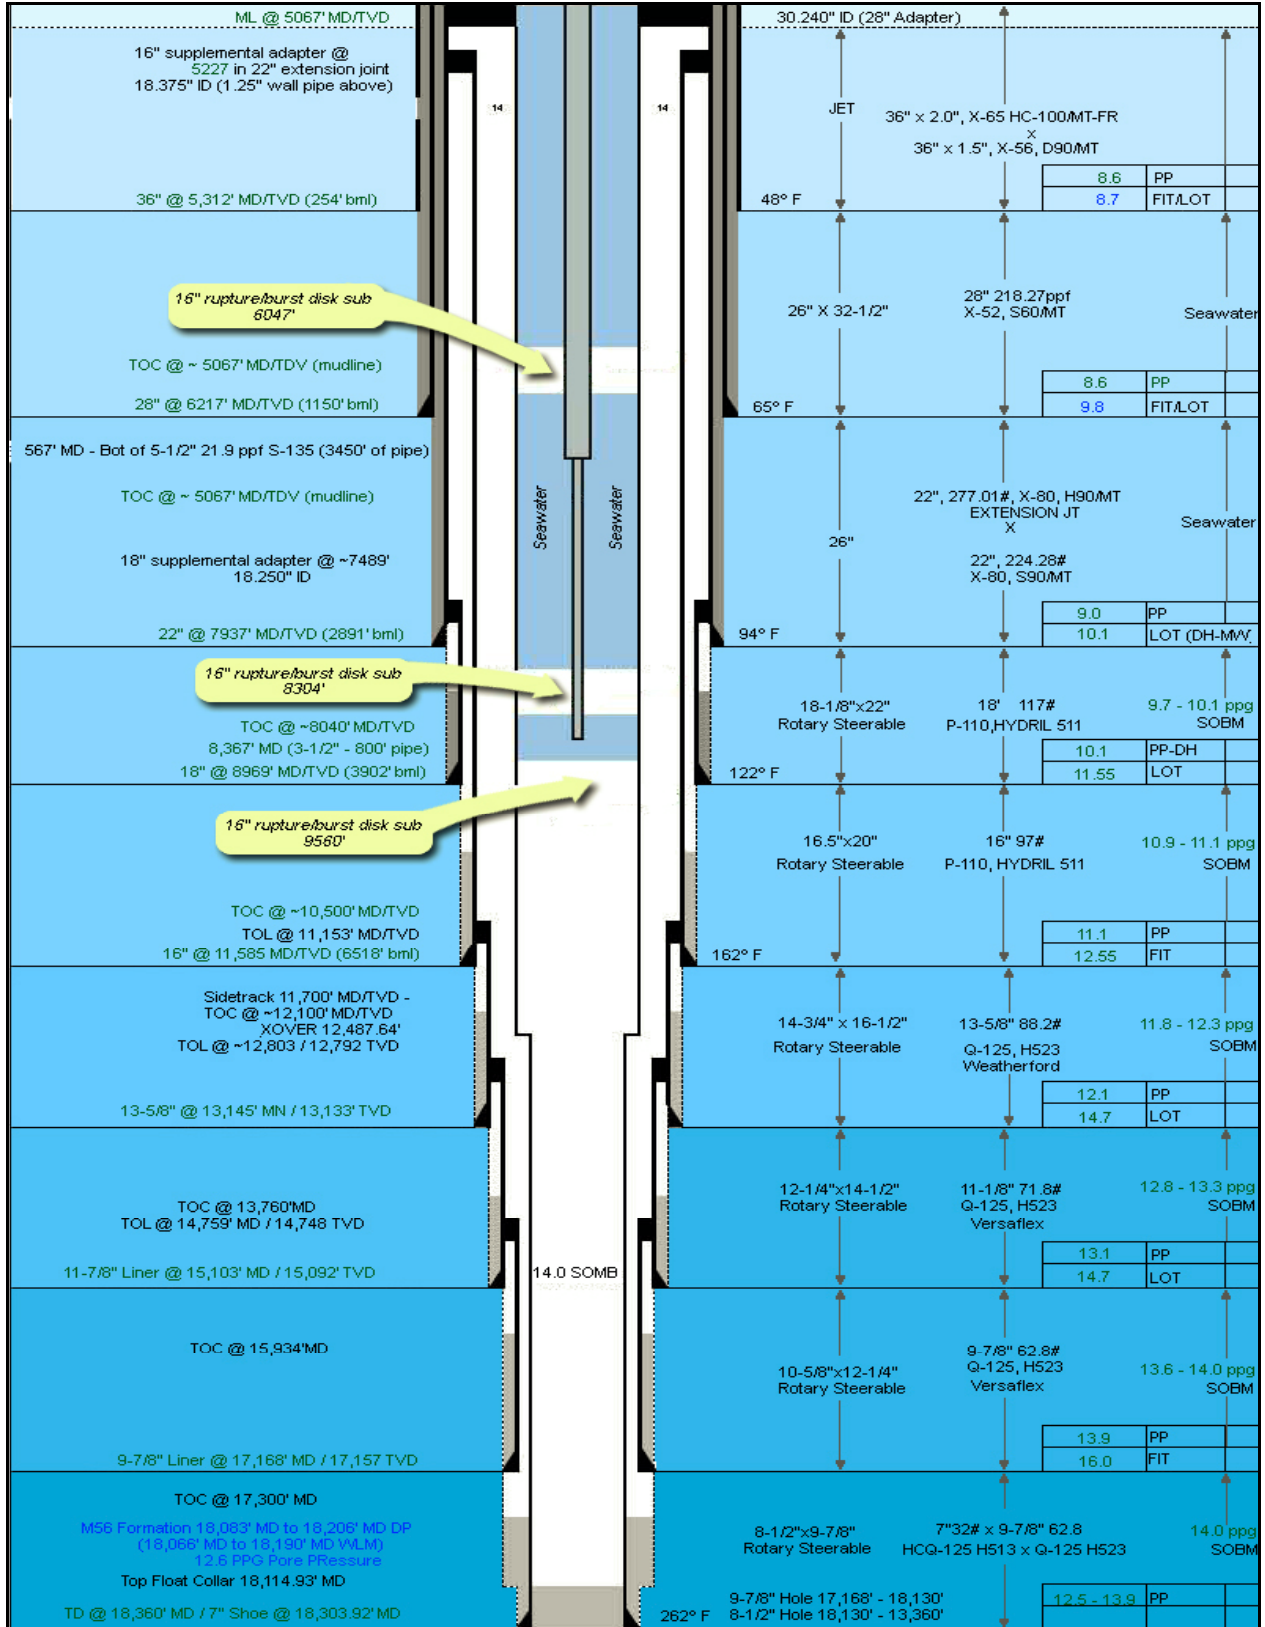 ML @ 5067' MD/TVD
30.240" ID (28" Adapter)
16" supplemental adapter @
5227 in 22" extension joint
18.375" ID (1.25" wall pipe above)
14
14
JET
36" x 2.0", X-65 HC-100/MT-FR
x
36" x 1.5", X-56, D90/MT
8.6 PP
36" @ 5,312' MD/TVD (254' bml)
48° F
8.7 FIT/LOT
16" rupture/burst disk sub
6047'
26" X 32-1/2"
28" 218.27ppf
X-52, S60/MT
Seawater
TOC @ ~ 5067' MD/TDV (mudline)
8.6 PP
28" @ 6217' MD/TVD (1150' bml)
65° F
9.8 FIT/LOT
567' MD - Bot of 5-1/2" 21.9 ppf S-135 (3450' of pipe)
TOC @ ~ 5067' MD/TDV (mudline)
Seawater
Seawater
22", 277.01#, X-80, H90/MT
EXTENSION JT
X
22", 224.28#
X-80, S90/MT
26"
Seawater
18" supplemental adapter @ ~7489'
18.250" ID
9.0 PP
22" @ 7937' MD/TVD (2891' bml)
94° F
10.1 LOT (DH-MW,
16" rupture/burst disk sub
8304'
18-1/8"x22"
Rotary Steerable
18' 117#
P-110,HYDRIL 511
9.7 - 10.1 ppg
SOBM
TOC @ ~8040' MD/TVD
8,367' MD (3-1/2" - 800' pipe)
10.1 PP-DH
18" @ 8969' MD/TVD (3902' bml)
122° F
11.55 LOT
16" rupture/burst disk sub
9560'
16.5"x20"
Rotary Steerable
16" 97#
P-110, HYDRIL 511
10.9 - 11.1 ppg
SOBM
TOC @ ~10,500' MD/TVD
TOL @ 11,153' MD/TVD
11.1 PP
16" @ 11,585 MD/TVD (6518' bml)
162° F
12.55 FIT
Sidetrack 11,700' MD/TVD -
TOC @ ~12,100' MD/TVD
XOVER 12,487.64'
TOL @ ~12,803 / 12,792 TVD
14-3/4" x 16-1/2"
Rotary Steerable
13-5/8" 88.2#
Q-125, H523
Weatherford
11.8 - 12.3 ppg
SOBM
12.1 PP
13-5/8" @ 13,145' MN / 13,133' TVD
14.7 LOT
12-1/4"x14-1/2"
Rotary Steerable
11-1/8" 71.8#
Q-125, H523
Versaflex
12.8 - 13.3 ppg
SOBM
TOC @ 13,760'MD
TOL @ 14,759' MD / 14,748 TVD
13.1 PP
11-7/8" Liner @ 15,103' MD / 15,092' TVD
14.0 SOMB
14.7 LOT
TOC @ 15,934'MD
10-5/8"x12-1/4"
Rotary Steerable
9-7/8" 62.8#
Q-125, H523
Versaflex
13.6 - 14.0 ppg
SOBM
13.9 PP
9-7/8" Liner @ 17,168' MD / 17,157 TVD
16.0 FIT
TOC @ 17,300' MD
M56 Formation 18,083' MD to 18,206' MD DP
(18,066' MD to 18,190' MD WLM)
12.6 PPG Pore PRessure
Top Float Collar 18,114.93' MD
8-1/2"x9-7/8"
Rotary Steerable
7"32# x 9-7/8" 62.8
HCQ-125 H513 x Q-125 H523
14.0 ppg
SOBM
TD @ 18,360' MD / 7" Shoe @ 18,303.92' MD
262° F
9-7/8" Hole 17,168' - 18,130'
8-1/2" Hole 18,130' - 13,360'
12.5 - 13.9 PP